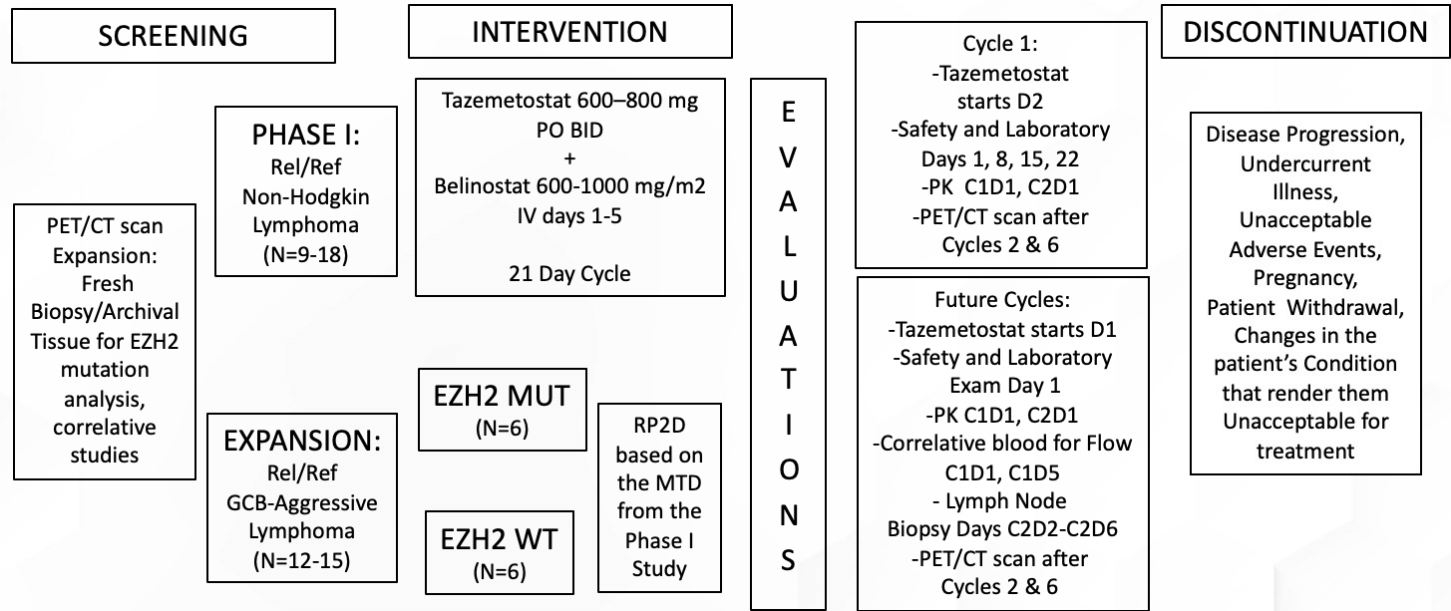 SCREENING
PET/CT scan
Expansion:
Fresh
Biopsy/Archival
Tissue for EZH2
mutation
analysis,
correlative
studies
PHASE I:
Rel/Ref
Non-Hodgkin
Lymphoma
(N=9-18)
EXPANSION:
Rel/Ref
GCB-Aggressive
Lymphoma
(N=12-15)
INTERVENTION
Tazemetostat 600–800 mg
PO BID
+
Belinostat 600-1000 mg/m2
IV days 1-5
21 Day Cycle
EZH2 MUT
(N=6)
EZH2 WT
(N=6)
RP2D
based on
the MTD
from the
Phase I
Study
E
V
A
L
U
A
T
I
O
N
S
Cycle 1:
-Tazemetostat
starts D2
-Safety and Laboratory
Days 1, 8, 15, 22
-PK C1D1, C2D1
-PET/CT scan after
Cycles 2 & 6
Future Cycles:
-Tazemetostat starts D1
-Safety and Laboratory
Exam Day 1
-PK C1D1, C2D1
-Correlative blood for Flow
C1D1, C1D5
- Lymph Node
Biopsy Days C2D2-C2D6
-PET/CT scan after
Cycles 2 & 6
DISCONTINUATION
Disease Progression,
Undercurrent
Illness,
Unacceptable
Adverse Events,
Pregnancy,
Patient Withdrawal,
Changes in the
patient’s Condition
that render them
Unacceptable for
treatment